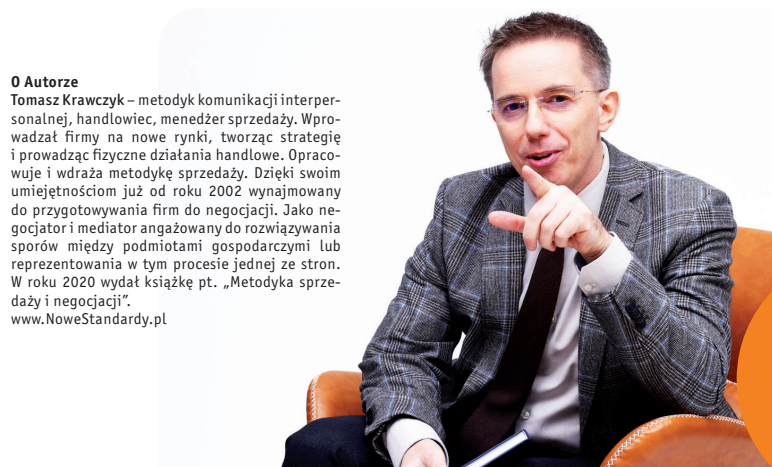 O Autorze
Tomasz Krawczyk – metodyk komunikacji interper-
sonalnej, handlowiec, menedżer sprzedaży. Wpro-
wadzał firmy na nowe rynki, tworząc strategię
i prowadząc fizyczne działania handlowe. Opraco-
wuje i wdraża metodykę sprzedaży. Dzięki swoim
umiejętnościom już od roku 2002 wynajmowany
do przygotowywania firm do negocjacji. Jako ne-
gocjator i mediator angażowany do rozwiązywania
sporów między podmiotami gospodarczymi lub
reprezentowania w tym procesie jednej ze stron.
W roku 2020 wydał książkę pt. „Metodyka sprze-
daży i negocjacji”.
www.NoweStandardy.pl